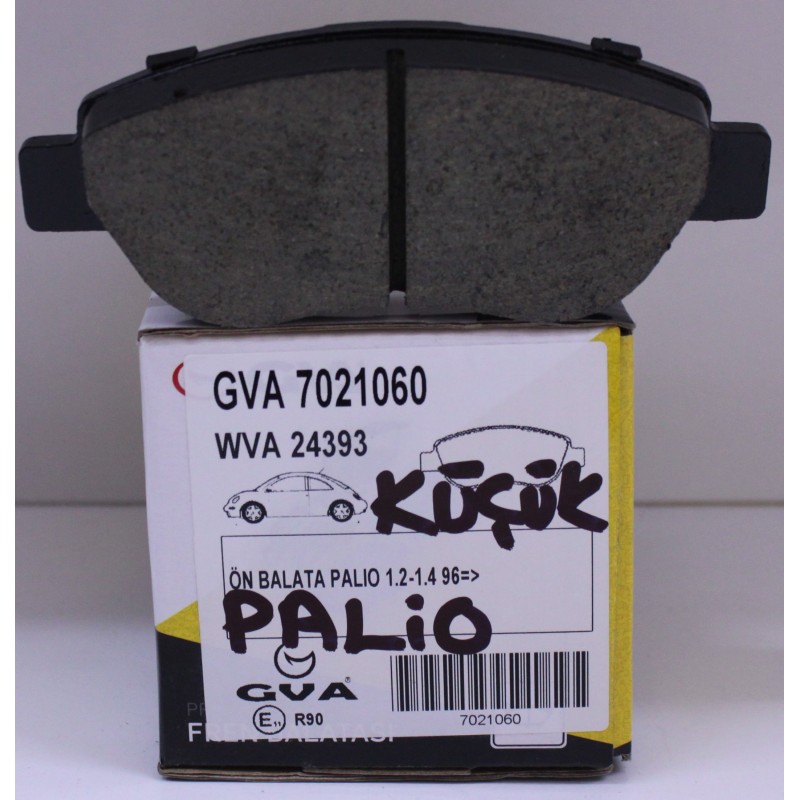 GVA 7021060
WVA 24393
KÜÇÜK
ÖN BALATA PALIO 1.2-1.4 96=>
PALİO
GVA®
E11 R90
7021060
FREN BALATASI